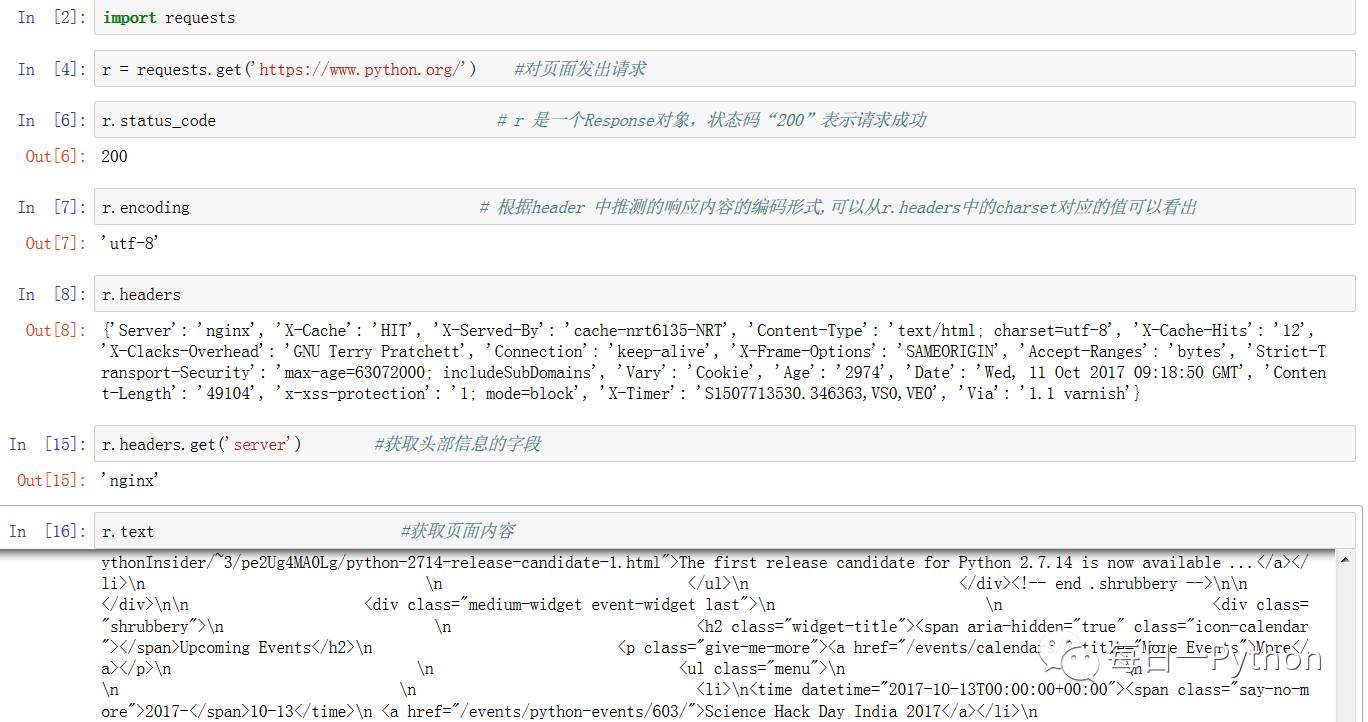 In [2]: import requests
In [4]: r = requests.get('https://www.python.org/') #对页面发出请求
In [6]: r.status_code # r 是一个Response对象，状态码“200”表示请求成功
Out[6]: 200
In [7]: r.encoding # 根据header 中推测的响应内容的编码形式,可以从r.headers中的charset对应的值可以看出
Out[7]: 'utf-8'
In [8]: r.headers
Out[8]: {'Server': 'nginx', 'X-Cache': 'HIT', 'X-Served-By': 'cache-nrt6135-NRT', 'Content-Type': 'text/html; charset=utf-8', 'X-Cache-Hits': '12',
'X-Clacks-Overhead': 'GNU Terry Pratchett', 'Connection': 'keep-alive', 'X-Frame-Options': 'SAMEORIGIN', 'Accept-Ranges': 'bytes', 'Strict-T
ransport-Security': 'max-age=63072000; includeSubDomains', 'Vary': 'Cookie', 'Age': '2974', 'Date': 'Wed, 11 Oct 2017 09:18:50 GMT', 'Conten
t-Length': '49104', 'x-xss-protection': '1; mode=block', 'X-Timer': 'S1507713530.346363,VS0,VE0', 'Via': '1.1 varnish'}
In [15]: r.headers.get('server') #获取头部信息的字段
Out[15]: 'nginx'
In [16]: r.text #获取页面内容
ythonInsider/~3/pe2Ug4MA0Lg/python-2714-release-candidate-1.html">The first release candidate for Python 2.7.14 is now available ...</a></
li>\n \n </ul>\n </div><!-- end .shrubbery -->\n\n
</div>\n\n <div class="medium-widget event-widget last">\n \n <div class=
"shrubbery">\n \n <h2 class="widget-title"><span aria-hidden="true" class="icon-calendar
"></span>Upcoming Events</h2>\n <p class="give-me-more"><a href="/events/calendar title="More Events">More</
a></p>\n \n <ul class="menu">\n \n
\n \n <li>\n<time datetime="2017-10-13T00:00:00+00:00"><span class="say-no-m
ore">2017-</span>10-13</time>\n <a href="/events/python-events/603/">Science Hack Day India 2017</a></li>\n
每日一Python